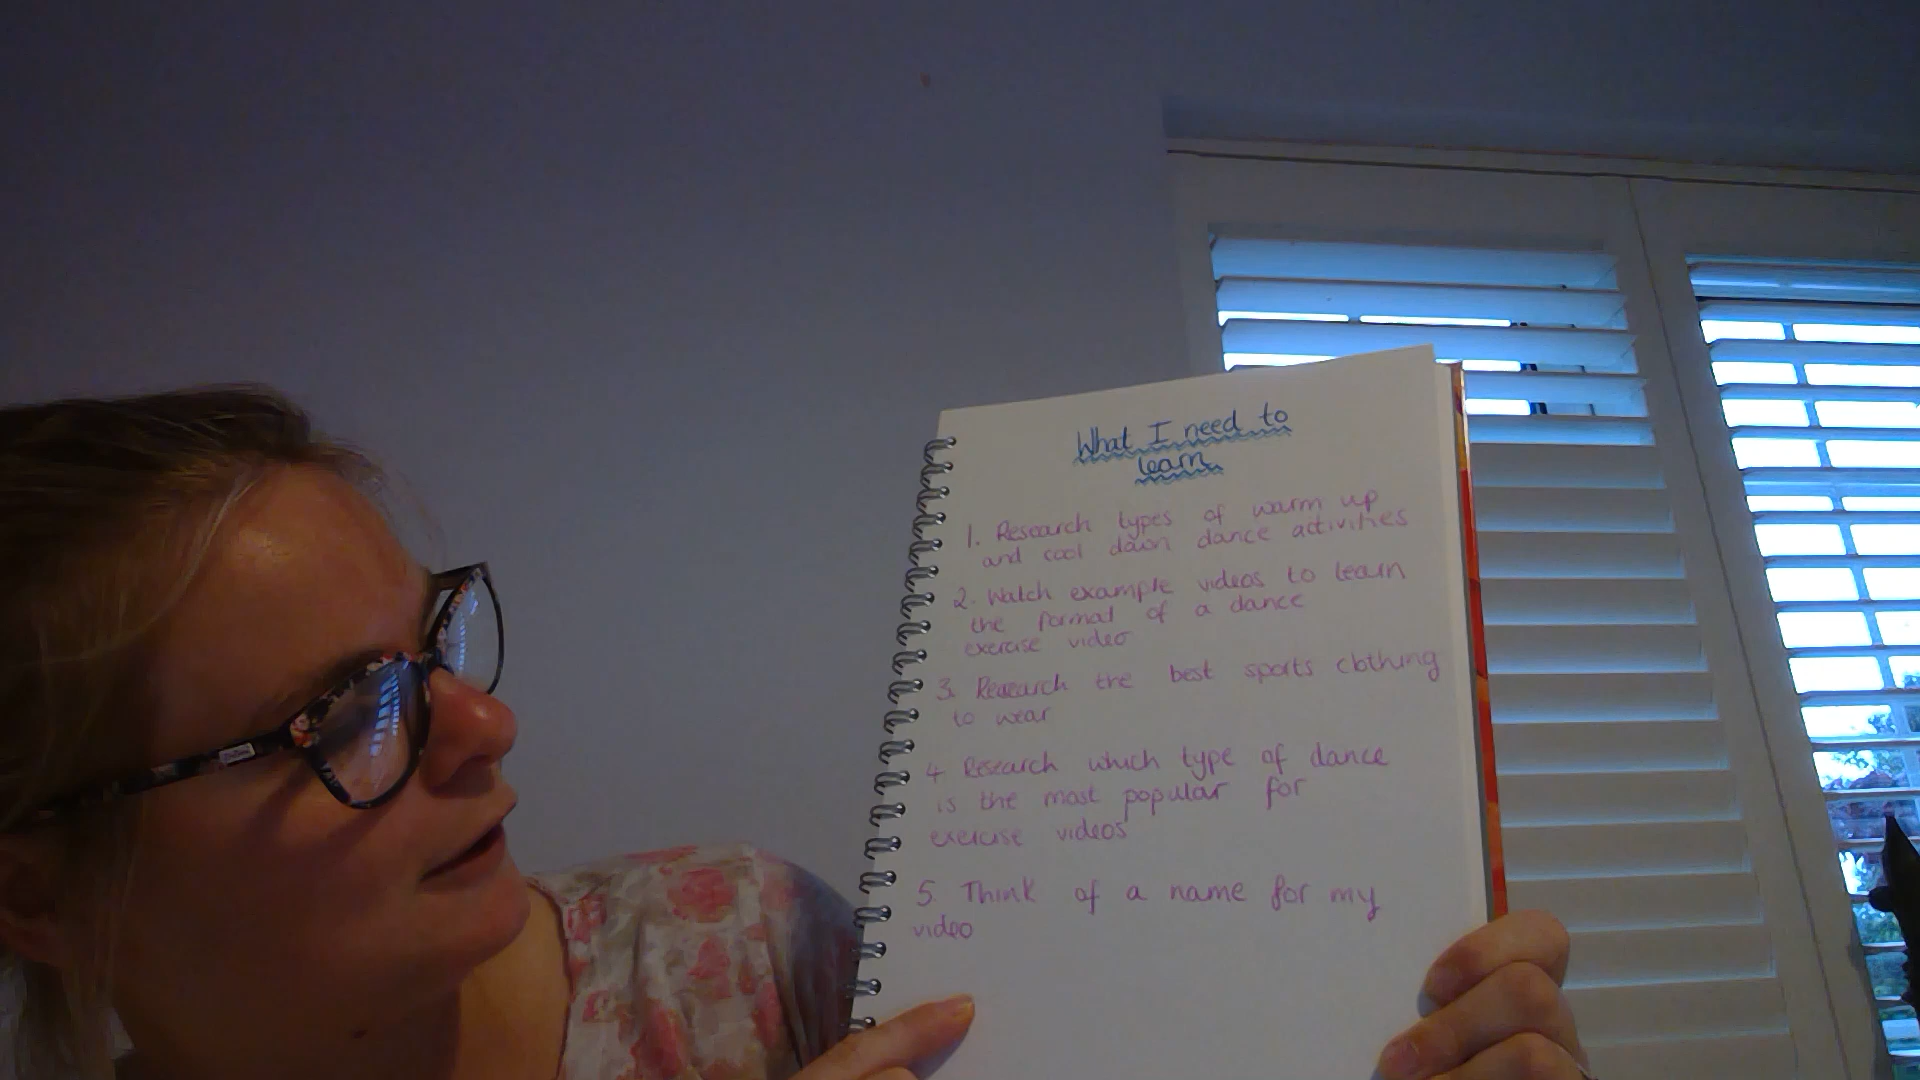 What I need to
learn
1. Research types of warm up
and cool down dance activities
2. Watch example videos to learn
the format of a dance
exercise video
3. Research the best sports clothing
to wear
4 Research which type of dance
is the most popular for
exercise videos
5. Think of a name for my
video